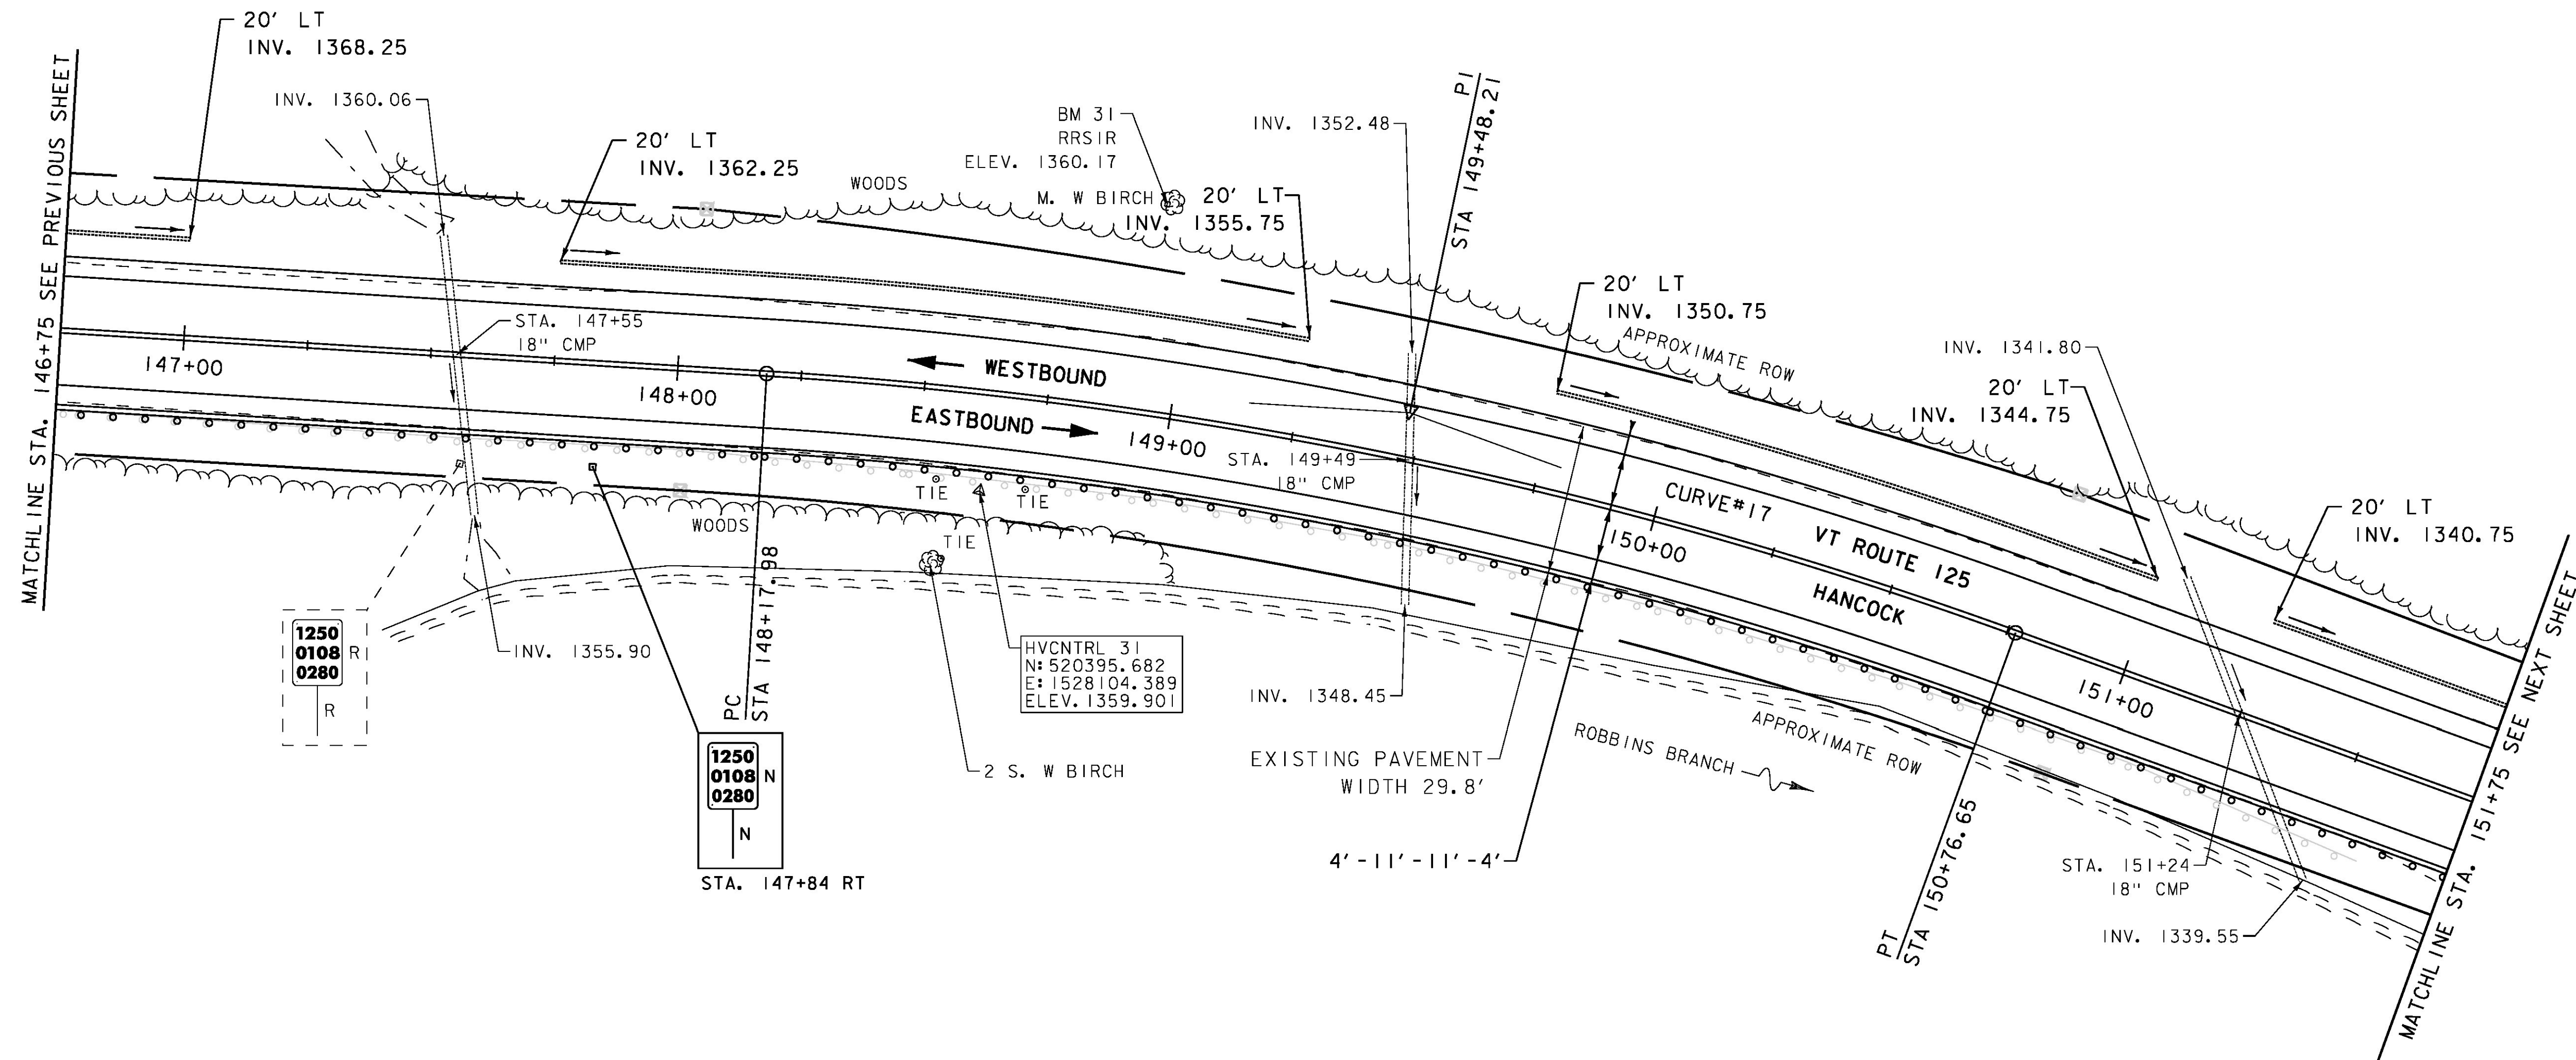 MATCHLINE STA. 146+75 SEE PREVIOUS SHEET
20' LT
INV. 1368.25
INV. 1360.06
20' LT
INV. 1362.25
WOODS
BM 31
RRSIR
ELEV. 1360.17
M. W BIRCH
20' LT
INV. 1355.75
INV. 1352.48
PI
STA 149+48.21
20' LT
INV. 1350.75
APPROXIMATE ROW
INV. 1341.80
20' LT
INV. 1344.75
20' LT
INV. 1340.75
147+00
STA. 147+55
18" CMP
148+00
WESTBOUND
EASTBOUND
149+00
STA. 149+49
18" CMP
150+00
CURVE#17
VT ROUTE 125
HANCOCK
151+00
TIE
TIE
TIE
WOODS
1250
0108 R
0280
R
INV. 1355.90
PC
STA 148+17.98
1250
0108 N
0280
N
STA. 147+84 RT
HVCNTRL 31
N:520395.682
E:1528104.389
ELEV.1359.901
2 S. W BIRCH
INV. 1348.45
EXISTING PAVEMENT
WIDTH 29.8'
4'-11'-11'-4'
ROBBINS BRANCH
APPROXIMATE ROW
PT
STA 150+76.65
STA. 151+24
18" CMP
INV. 1339.55
MATCHLINE STA. 151+75 SEE NEXT SHEET